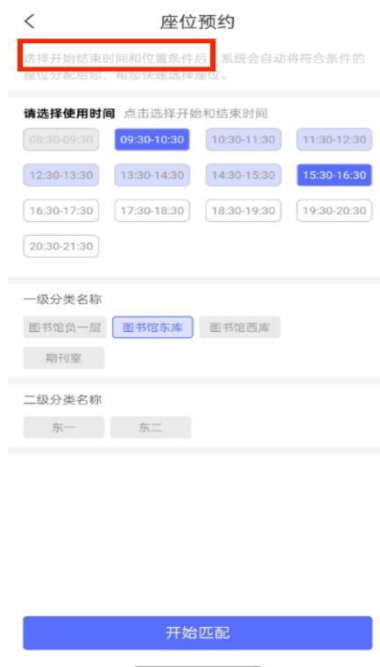 座位预约
选择开始结束时间和位置条件后，系统会自动将符合条件的
座位分配给您，帮您快速选择座位。
请选择使用时间 点击选择开始和结束时间
08:30-09:30 09:30-10:30 10:30-11:30 11:30-12:30
12:30-13:30 13:30-14:30 14:30-15:30 15:30-16:30
16:30-17:30 17:30-18:30 18:30-19:30 19:30-20:30
20:30-21:30
一级分类名称
图书馆负一层 图书馆东库 图书馆西库
期刊室
二级分类名称
东一 东二
开始匹配